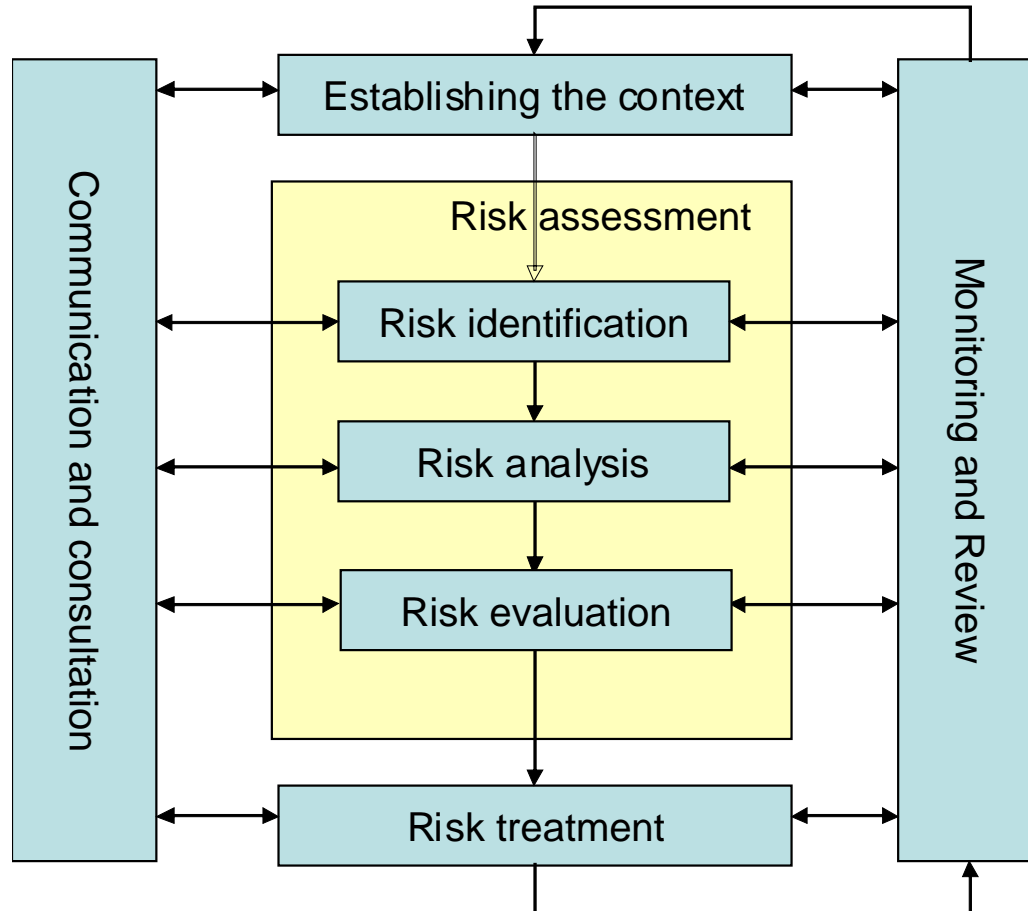 Establishing the context
Communication and consultation
Risk assessment
Risk identification
Risk analysis
Risk evaluation
Monitoring and Review
Risk treatment